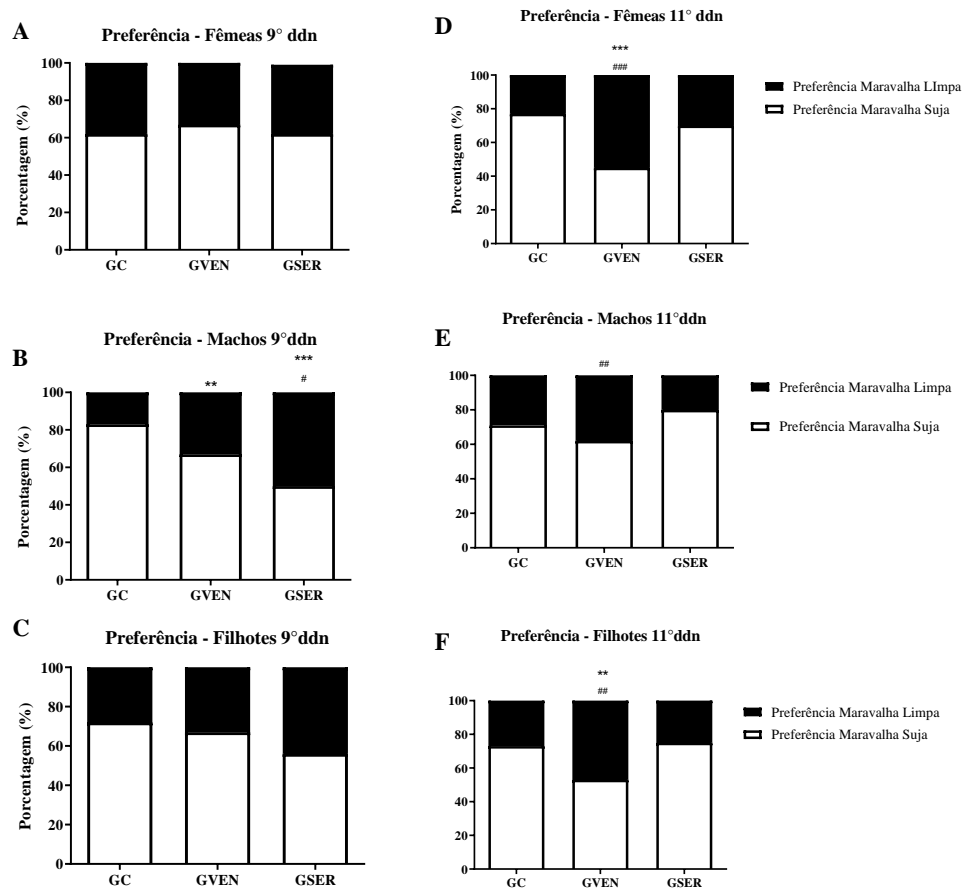 A
Preferência - Fêmeas 9° ddn
Porcentagem (%)
100
80
60
40
20
0
GC GVEN GSER
B
Preferência - Machos 9°ddn
***
** #
Porcentagem (%)
100
80
60
40
20
0
GC GVEN GSER
C
Preferência - Filhotes 9°ddn
Porcentagem (%)
100
80
60
40
20
0
GC GVEN GSER
D
Preferência - Fêmeas 11° ddn
***
###
Porcentagem (%)
100
80
60
40
20
0
GC GVEN GSER
Preferência Maravalha LImpa
Preferência Maravalha Suja
E
Preferência - Machos 11°ddn
##
100
80
60
40
20
0
GC GVEN GSER
Preferência Maravalha Limpa
Preferência Maravalha Suja
F
Preferência - Filhotes 11°ddn
**
##
100
80
60
40
20
0
GC GVEN GSER
Preferência Maravalha Limpa
Preferência Maravalha Suja